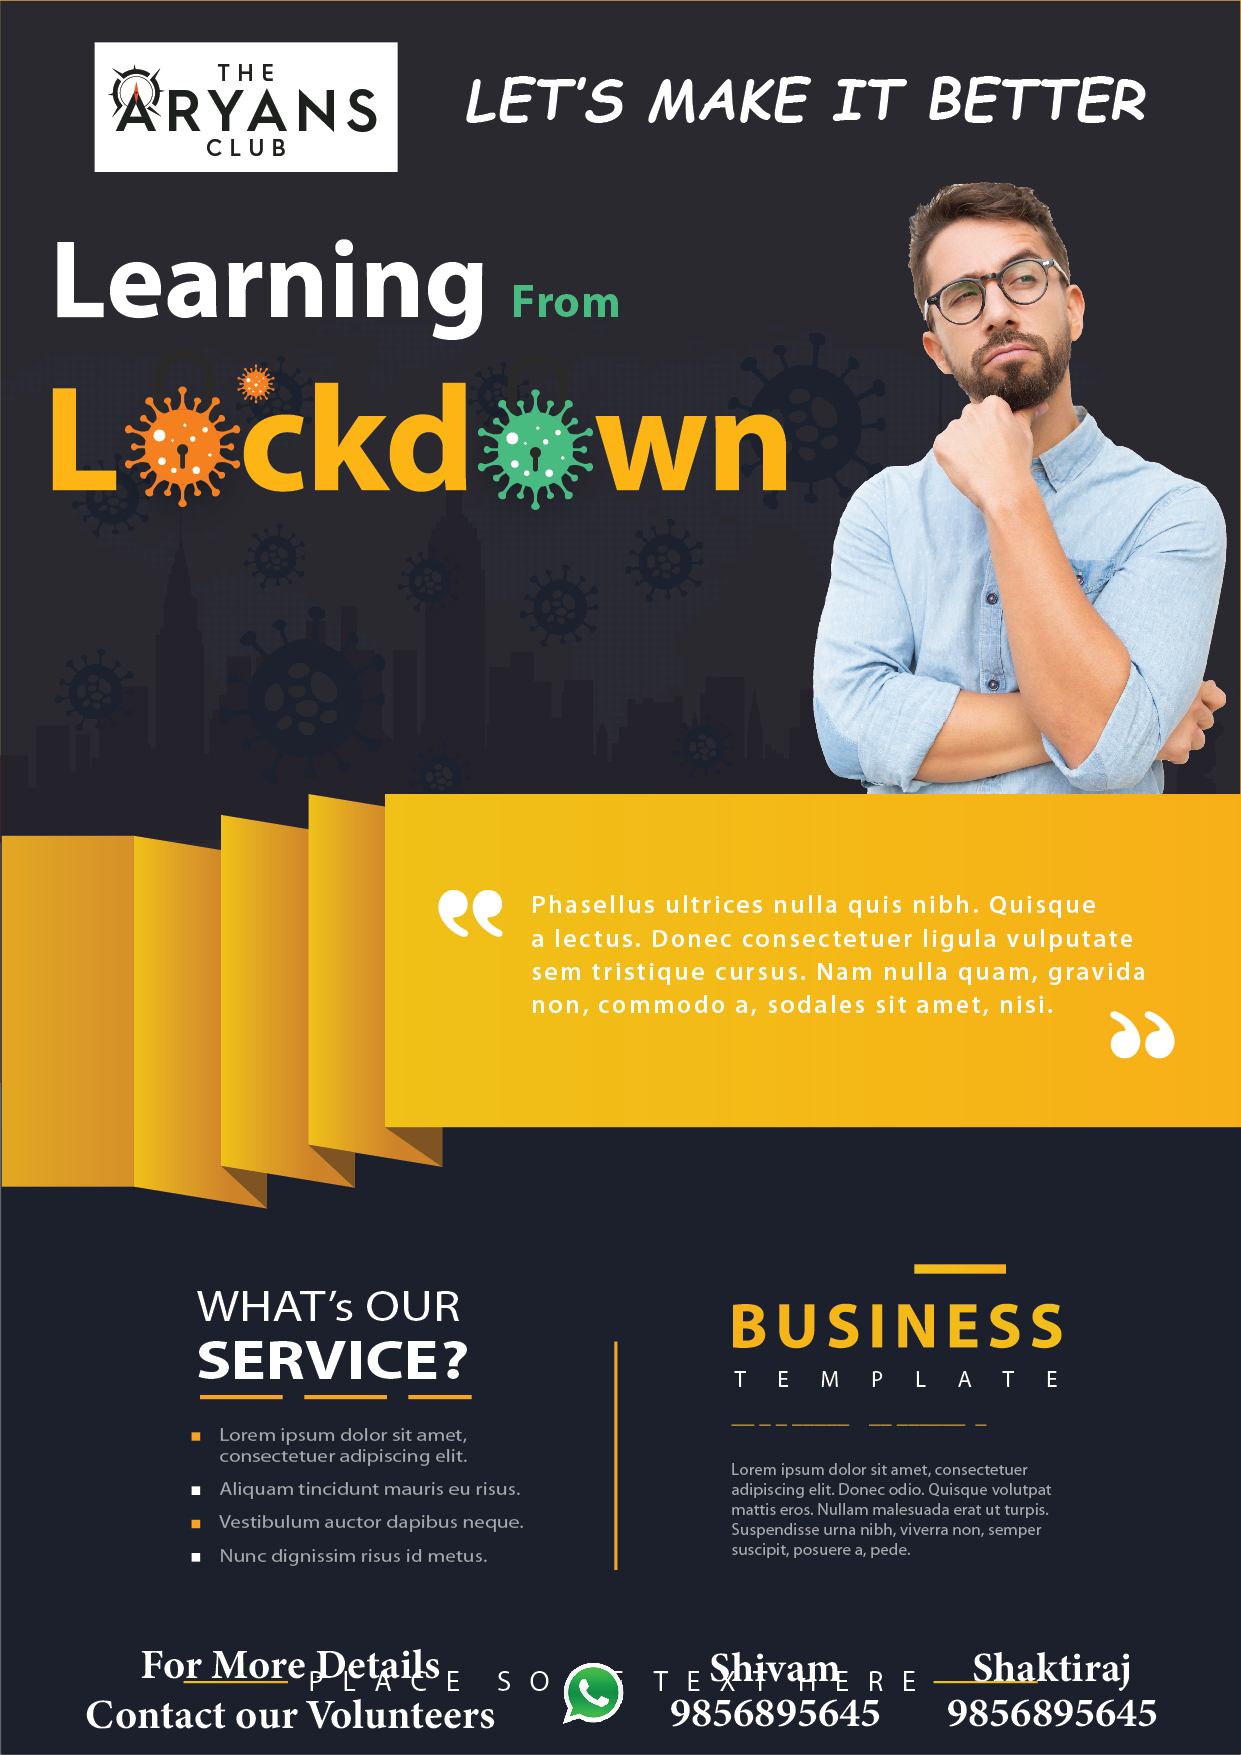 THE
ARYANS
CLUB
LET'S MAKE IT BETTER
Learning From
Lockdown
“ Phasellus ultrices nulla quis nibh. Quisque
a lectus. Donec consectetuer ligula vulputate
sem tristique cursus. Nam nulla quam, gravida
non, commodo a, sodales sit amet, nisi. ”
WHAT's OUR
SERVICE?
Lorem ipsum dolor sit amet,
consectetuer adipiscing elit.
Aliquam tincidunt mauris eu risus.
Vestibulum auctor dapibus neque.
Nunc dignissim risus id metus.
BUSINESS
TEMPLATE
Lorem ipsum dolor sit amet, consectetuer
adipiscing elit. Donec odio. Quisque volutpat
mattis eros. Nullam malesuada erat ut turpis.
Suspendisse urna nibh, viverra non, semper
suscipit, posuere a, pede.
For More Details
Contact our Volunteers
PLACE TEXT HERE
Shivam
9856895645
Shaktiraj
9856895645